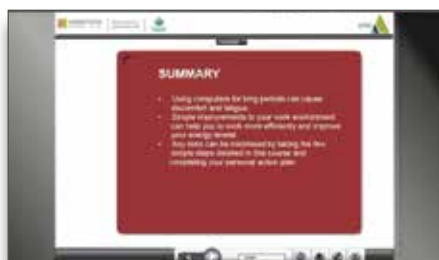 SUMMARY
• Using computers for long periods can cause
discomfort and fatigue
• Simple improvements to your work environment
can help you to work more efficiently and improve
your energy levels
• Any risks can be minimised by taking the few
simple steps detailed in this course and
completing your personal action plan